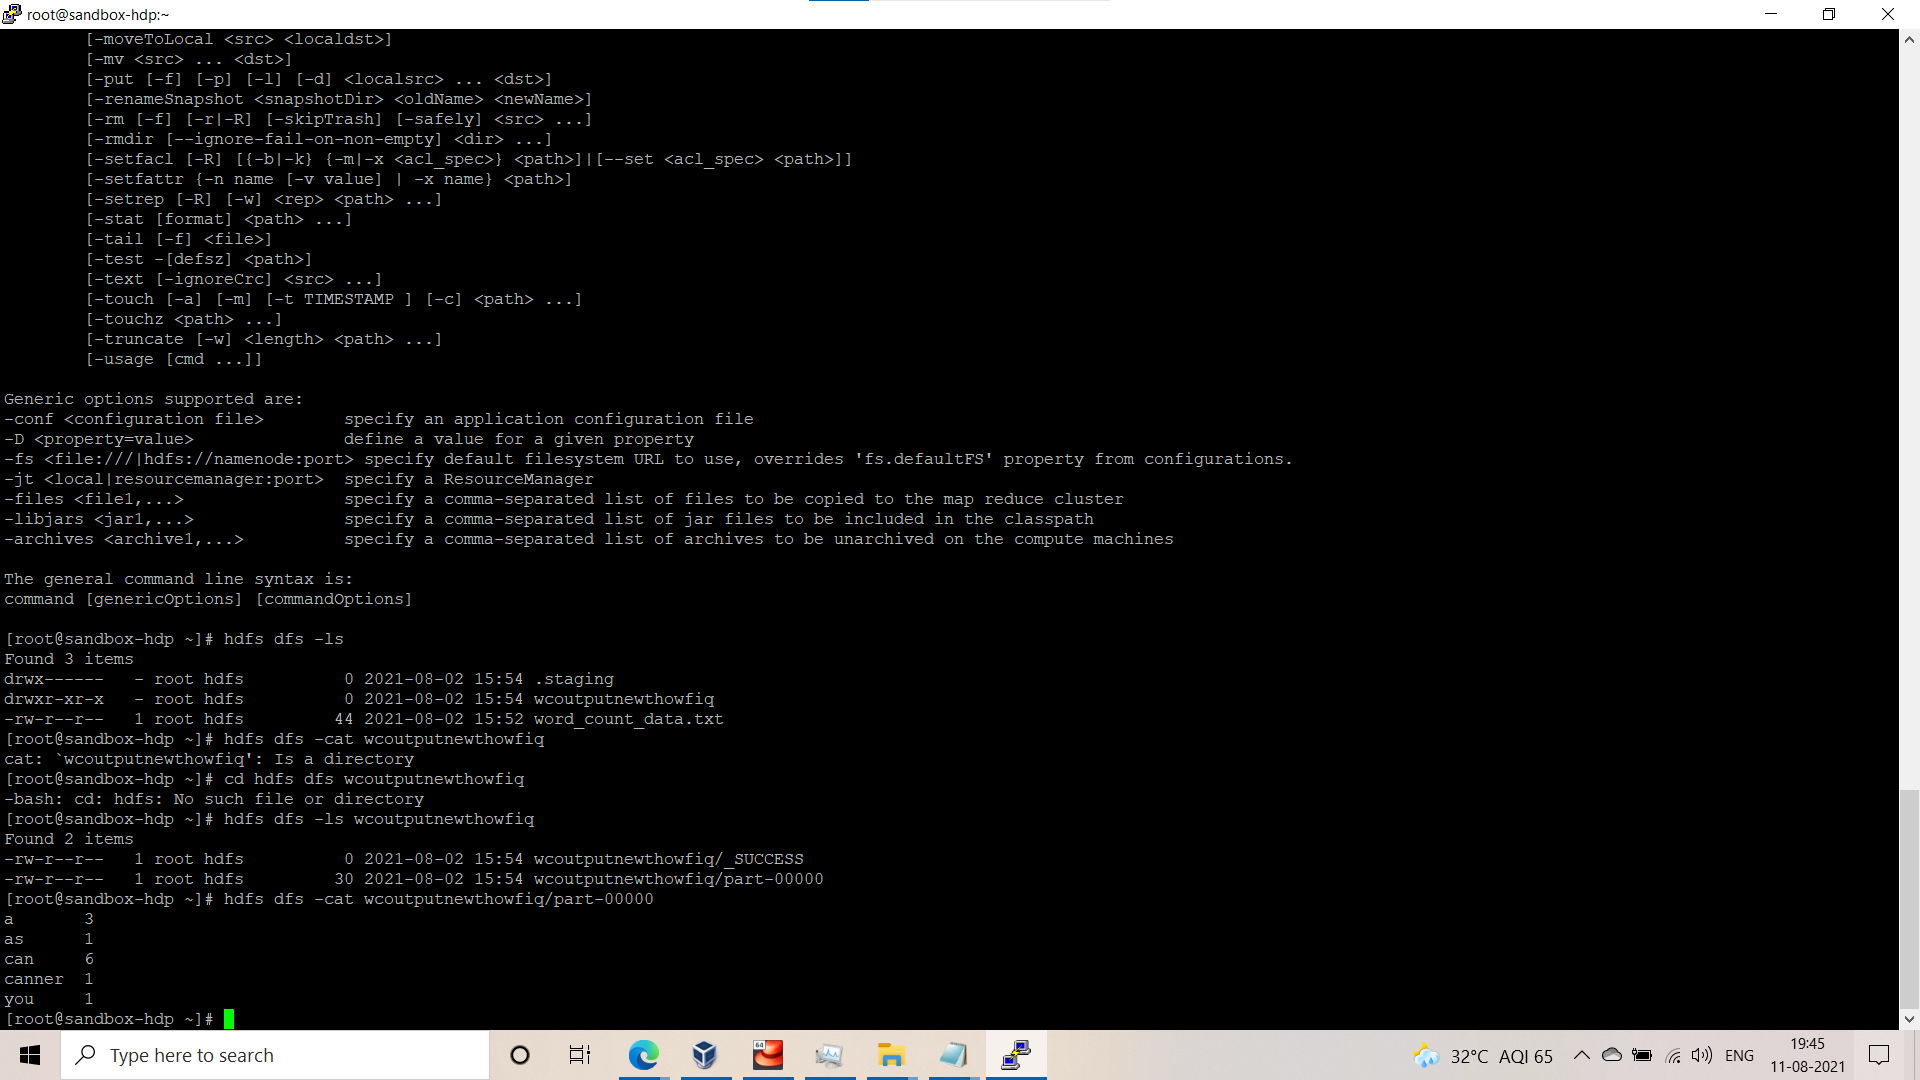 root@sandbox-hdp:~
[-moveToLocal <src> <localdst>]
[-mv <src> ... <dst>]
[-put [-f] [-p] [-l] [-d] <localsrc> ... <dst>]
[-renameSnapshot <snapshotDir> <oldName> <newName>]
[-rm [-f] [-r|-R] [-skipTrash] [-safely] <src> ...]
[-rmdir [--ignore-fail-on-non-empty] <dir> ...]
[-setfacl [-R] [{-b|-k} {-m|-x <acl_spec>} <path>]|[--set <acl_spec> <path>]]
[-setfattr {-n name [-v value] | -x name} <path>]
[-setrep [-R] [-w] <rep> <path> ...]
[-stat [format] <path> ...]
[-tail [-f] <file>]
[-test -[defsz] <path>]
[-text [-ignoreCrc] <src> ...]
[-touch [-a] [-m] [-t TIMESTAMP ] [-c] <path> ...]
[-touchz <path> ...]
[-truncate [-w] <length> <path> ...]
[-usage [cmd ...]]
Generic options supported are:
-conf <configuration file>        specify an application configuration file
-D <property=value>               define a value for a given property
-fs <file:///|hdfs://namenode:port> specify default filesystem URL to use, overrides 'fs.defaultFS' property from configurations.
-jt <local|resourcemanager:port>  specify a ResourceManager
-files <file1,...>                specify a comma-separated list of files to be copied to the map reduce cluster
-libjars <jar1,...>               specify a comma-separated list of jar files to be included in the classpath
-archives <archive1,...>          specify a comma-separated list of archives to be unarchived on the compute machines
The general command line syntax is:
command [genericOptions] [commandOptions]
[root@sandbox-hdp ~]# hdfs dfs -ls
Found 3 items
drwx------   - root hdfs          0 2021-08-02 15:54 .staging
drwxr-xr-x   - root hdfs          0 2021-08-02 15:54 wcoutputnewthowfiq
-rw-r--r--   1 root hdfs         44 2021-08-02 15:52 word_count_data.txt
[root@sandbox-hdp ~]# hdfs dfs -cat wcoutputnewthowfiq
cat: `wcoutputnewthowfiq': Is a directory
[root@sandbox-hdp ~]# cd hdfs dfs wcoutputnewthowfiq
-bash: cd: hdfs: No such file or directory
[root@sandbox-hdp ~]# hdfs dfs -ls wcoutputnewthowfiq
Found 2 items
-rw-r--r--   1 root hdfs          0 2021-08-02 15:54 wcoutputnewthowfiq/_SUCCESS
-rw-r--r--   1 root hdfs         30 2021-08-02 15:54 wcoutputnewthowfiq/part-00000
[root@sandbox-hdp ~]# hdfs dfs -cat wcoutputnewthowfiq/part-00000
a       3
as      1
can     6
canner  1
you     1
[root@sandbox-hdp ~]#
Type here to search
64
32°C AQI 65
ENG
19:45
11-08-2021